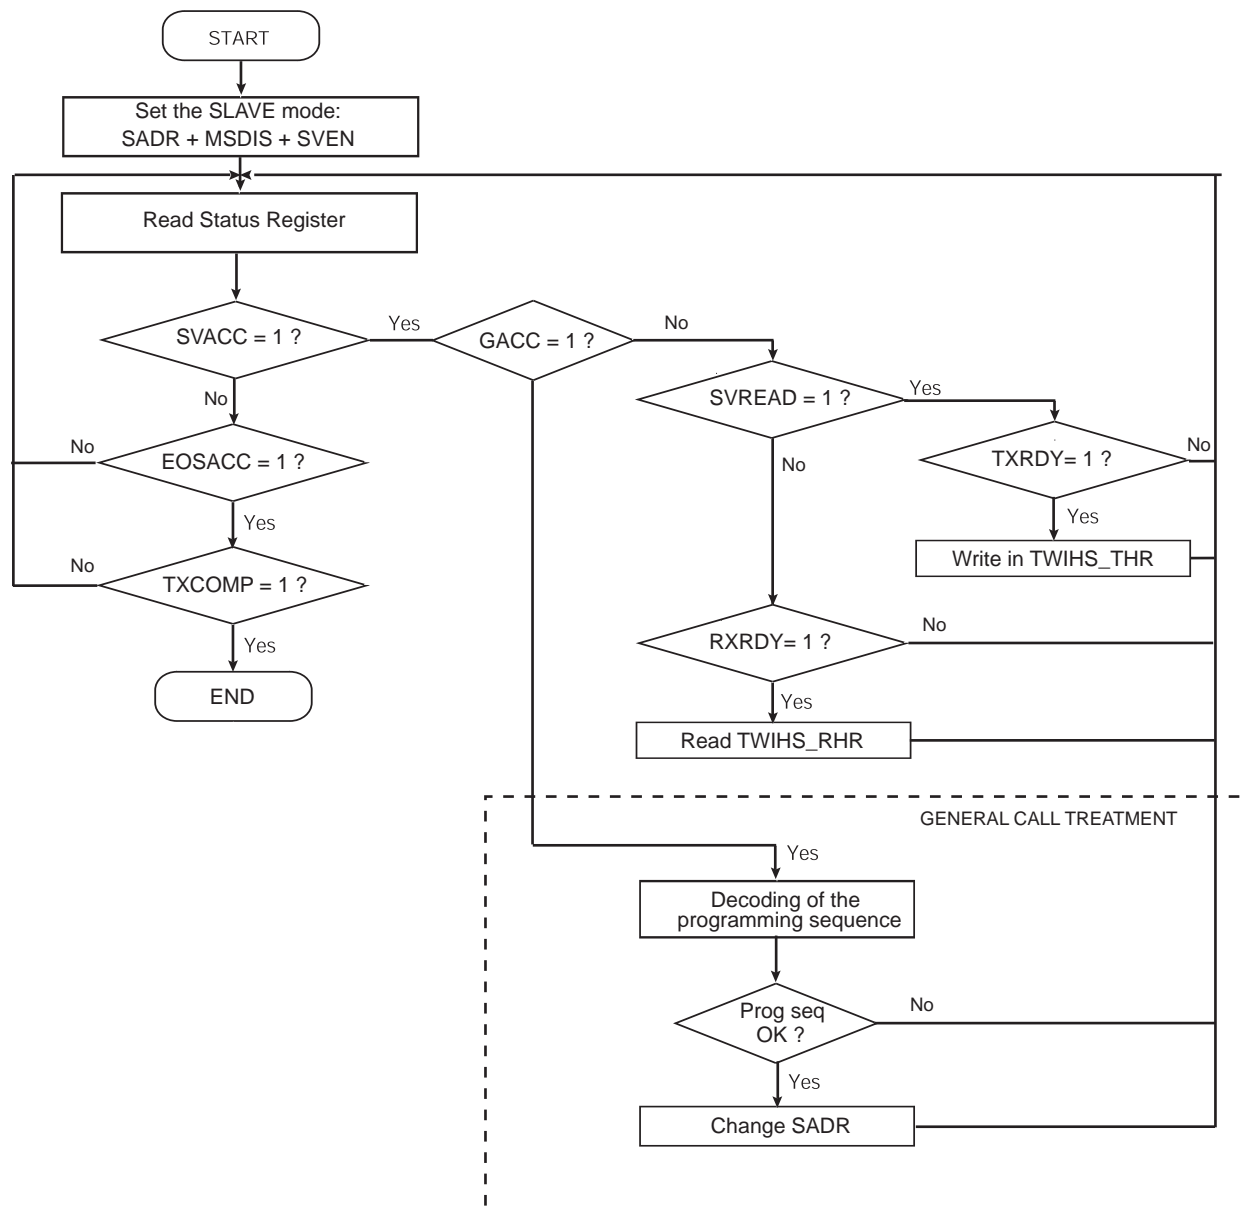 START
Set the SLAVE mode:
SADR + MSDIS + SVEN
Read Status Register
SVACC = 1 ?
Yes
GACC = 1 ?
No
SVREAD = 1 ?
Yes
No
No
EOSACC = 1 ?
No
TXRDY= 1 ?
No
Yes
Yes
Write in TWIHS_THR
No
TXCOMP = 1 ?
Yes
RXRDY= 1 ?
No
END
Yes
Read TWIHS_RHR
GENERAL CALL TREATMENT
Yes
Decoding of the
programming sequence
Prog seq
OK ?
No
Yes
Change SADR